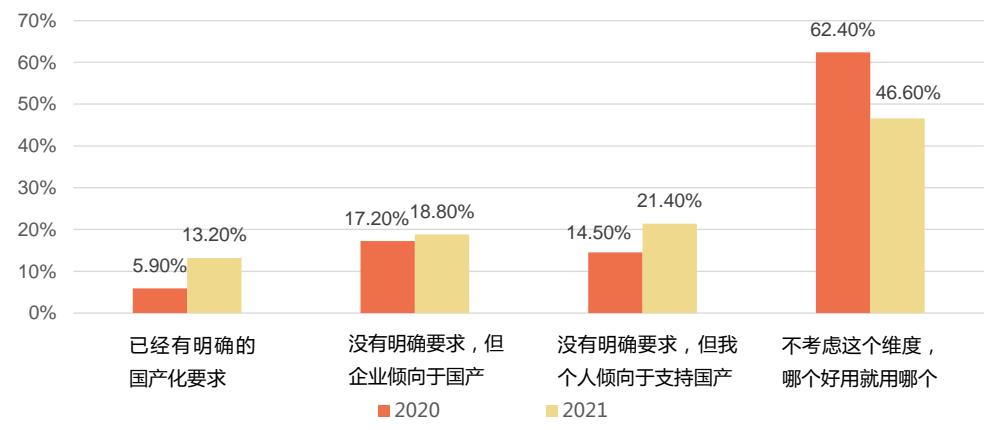 70%
62.40%
60%
50%
46.60%
40%
30%
21.40%
20%
17.20%
18.80%
14.50%
13.20%
10%
5.90%
0%
已经有明确的
国产化要求
没有明确要求，但
企业倾向于国产
没有明确要求，但我
个人倾向于支持国产
不考虑这个维度，
哪个好用就用哪个
2020
2021